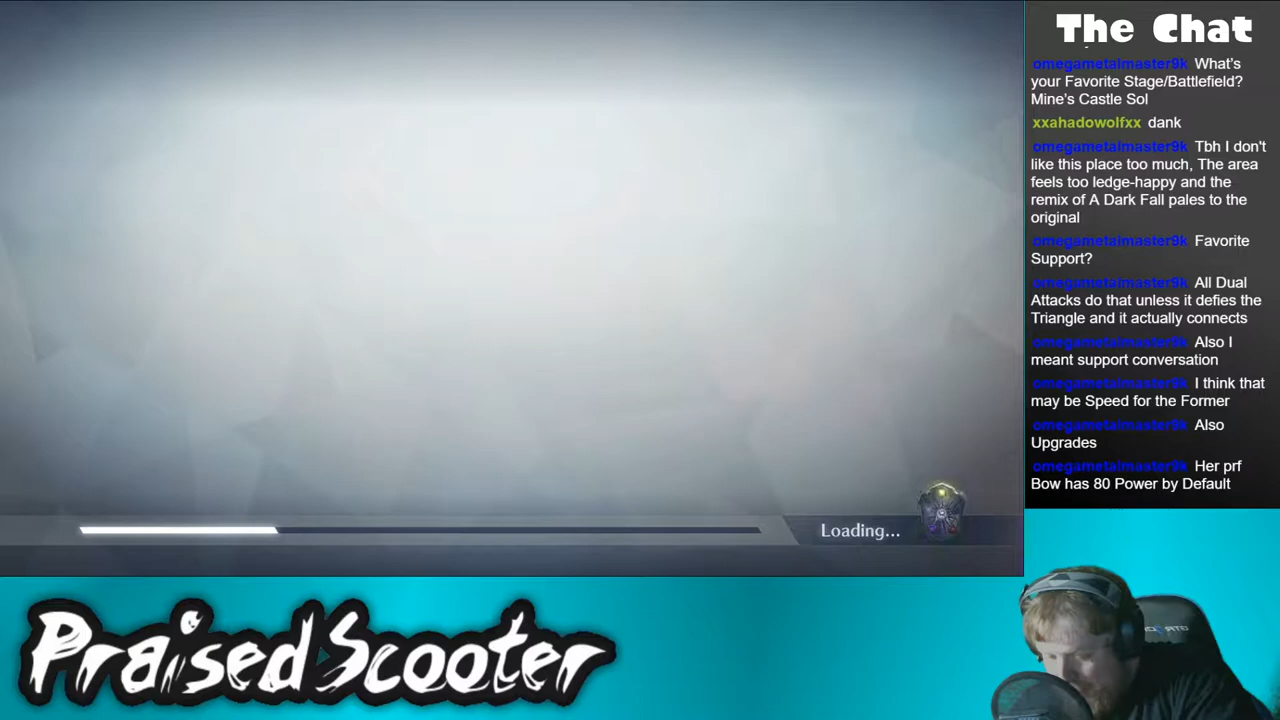 The Chat
omegametalmaster9k What's
your Favorite Stage/Battlefield?
Mine's Castle Sol
xxahadowolfxx dank
omegametalmaster9k Tbh I don't
like this place too much, The area
feels too ledge-happy and the
remix of A Dark Fall pales to the
original
omegametalmaster9k Favorite
Support?
omegametalmaster9k All Dual
Attacks do that unless it defies the
Triangle and it actually connects
omegametalmaster9k Also I
meant support conversation
omegametalmaster9k I think that
may be Speed for the Former
omegametalmaster9k Also
Upgrades
omegametalmaster9k Her prf
Bow has 80 Power by Default
Loading...
PraisedScooter